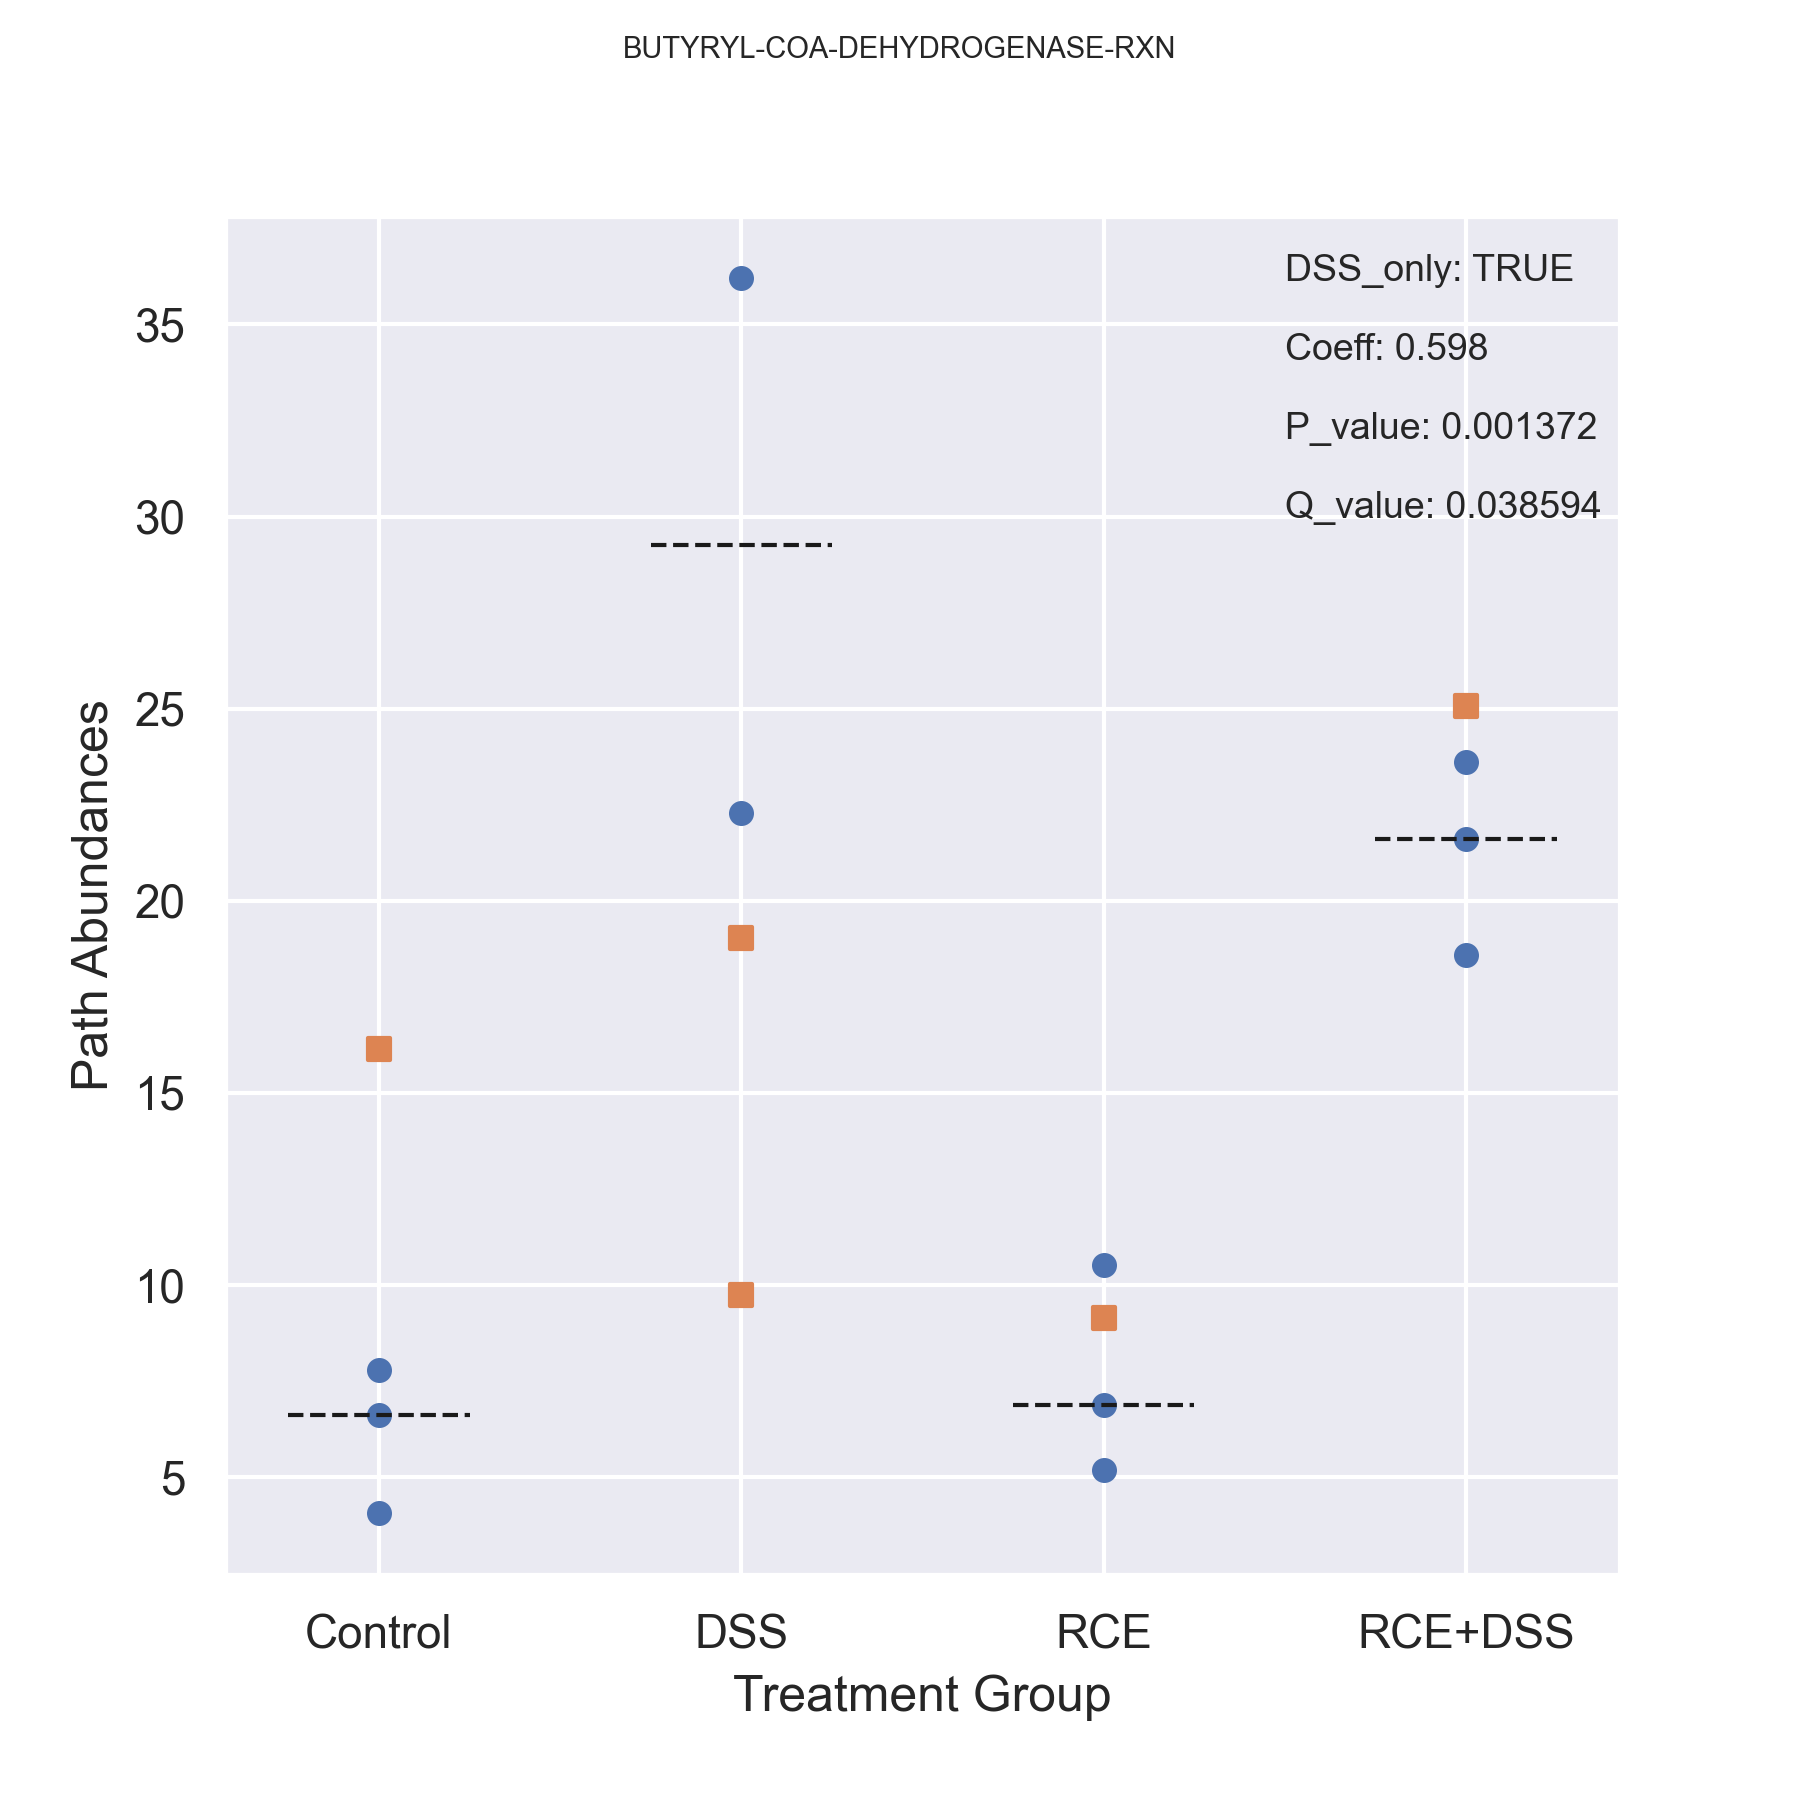 BUTYRYL-COA-DEHYDROGENASE-RXN
DSS_only: TRUE
Coeff: 0.598
P_value: 0.001372
Q_value: 0.038594
35
30
25
20
15
10
5
Path Abundances
Control
DSS
RCE
RCE+DSS
Treatment Group